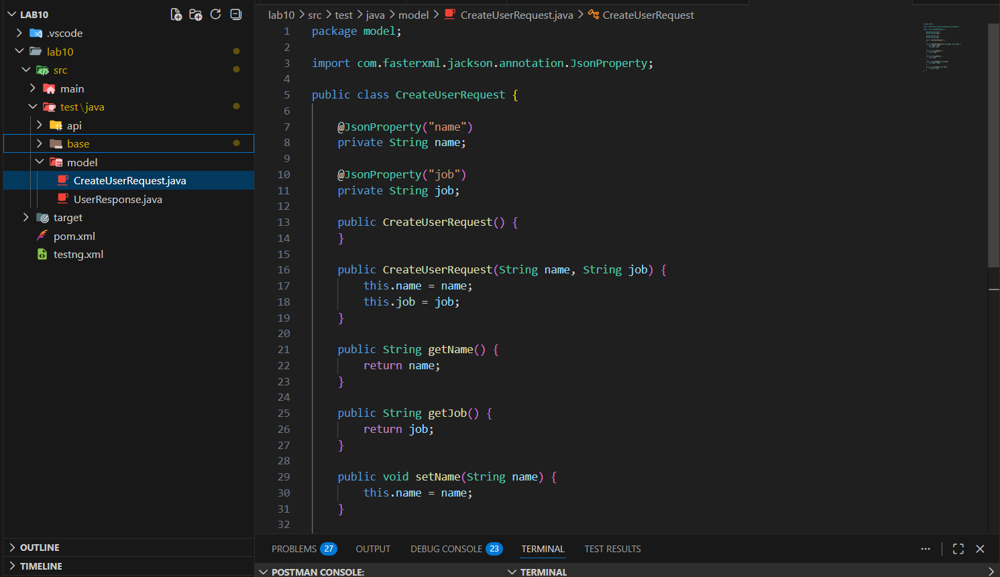 LAB10
.vscode
lab10
src
main
test\java
api
base
model
CreateUserRequest.java
UserResponse.java
target
pom.xml
testng.xml
OUTLINE
TIMELINE
lab10 > src > test > java > model > CreateUserRequest.java > CreateUserRequest
1 package model;
2
3 import com.fasterxml.jackson.annotation.JsonProperty;
4
5 public class CreateUserRequest {
6
7 @JsonProperty("name")
8 private String name;
9
10 @JsonProperty("job")
11 private String job;
12
13 public CreateUserRequest() {
14 }
15
16 public CreateUserRequest(String name, String job) {
17 this.name = name;
18 this.job = job;
19 }
20
21 public String getName() {
22 return name;
23 }
24
25 public String getJob() {
26 return job;
27 }
28
29 public void setName(String name) {
30 this.name = name;
31 }
32
PROBLEMS 27 OUTPUT DEBUG CONSOLE 23 TERMINAL TEST RESULTS
POSTMAN CONSOLE: TERMINAL